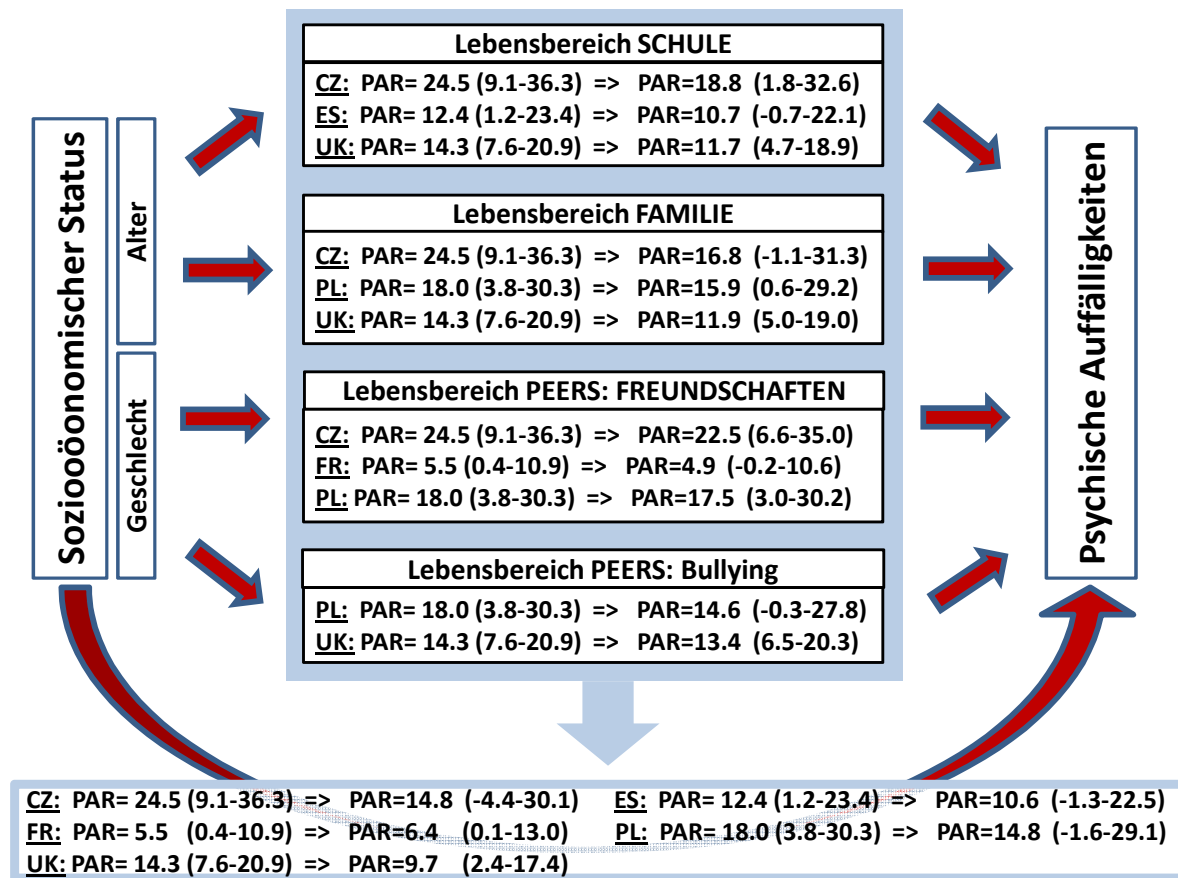 Soziooöonomischer Status
Alter
Geschlecht
Lebensbereich SCHULE
CZ: PAR= 24.5 (9.1-36.3) => PAR=18.8 (1.8-32.6)
ES: PAR= 12.4 (1.2-23.4) => PAR=10.7 (-0.7-22.1)
UK: PAR= 14.3 (7.6-20.9) => PAR=11.7 (4.7-18.9)
Lebensbereich FAMILIE
CZ: PAR= 24.5 (9.1-36.3) => PAR=16.8 (-1.1-31.3)
PL: PAR= 18.0 (3.8-30.3) => PAR=15.9 (0.6-29.2)
UK: PAR= 14.3 (7.6-20.9) => PAR=11.9 (5.0-19.0)
Lebensbereich PEERS: FREUNDSCHAFTEN
CZ: PAR= 24.5 (9.1-36.3) => PAR=22.5 (6.6-35.0)
FR: PAR= 5.5 (0.4-10.9) => PAR=4.9 (-0.2-10.6)
PL: PAR= 18.0 (3.8-30.3) => PAR=17.5 (3.0-30.2)
Lebensbereich PEERS: Bullying
PL: PAR= 18.0 (3.8-30.3) => PAR=14.6 (-0.3-27.8)
UK: PAR= 14.3 (7.6-20.9) => PAR=13.4 (6.5-20.3)
Psychische Auffälligkeiten
CZ: PAR= 24.5 (9.1-36.3) => PAR=14.8 (-4.4-30.1) ES: PAR= 12.4 (1.2-23.4) => PAR=10.6 (-1.3-22.5)
FR: PAR= 5.5 (0.4-10.9) => PAR=6.4 (0.1-13.0) PL: PAR= 18.0 (3.8-30.3) => PAR=14.8 (-1.6-29.1)
UK: PAR= 14.3 (7.6-20.9) => PAR=9.7 (2.4-17.4)